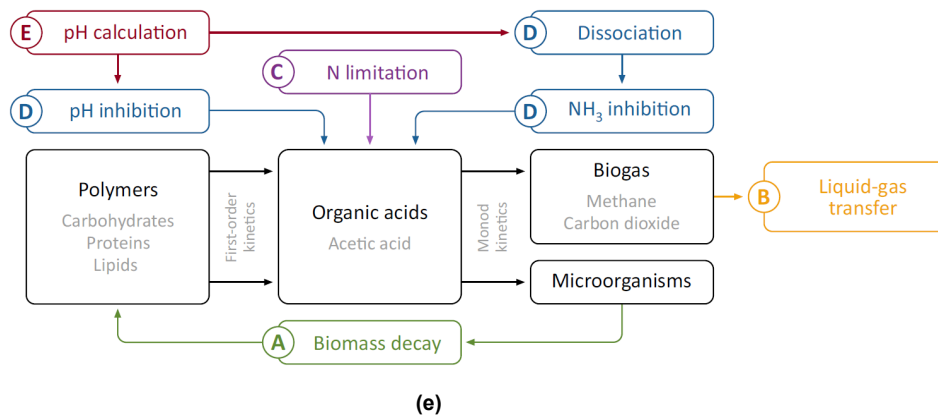 E pH calculation
D Dissociation
C N limitation
D pH inhibition
D NH₃ inhibition
Polymers
Carbohydrates
Proteins
Lipids
First-order
kinetics
Organic acids
Acetic acid
Monod
kinetics
Biogas
Methane
Carbon dioxide
B Liquid-gas
transfer
Microorganisms
A Biomass decay
(e)